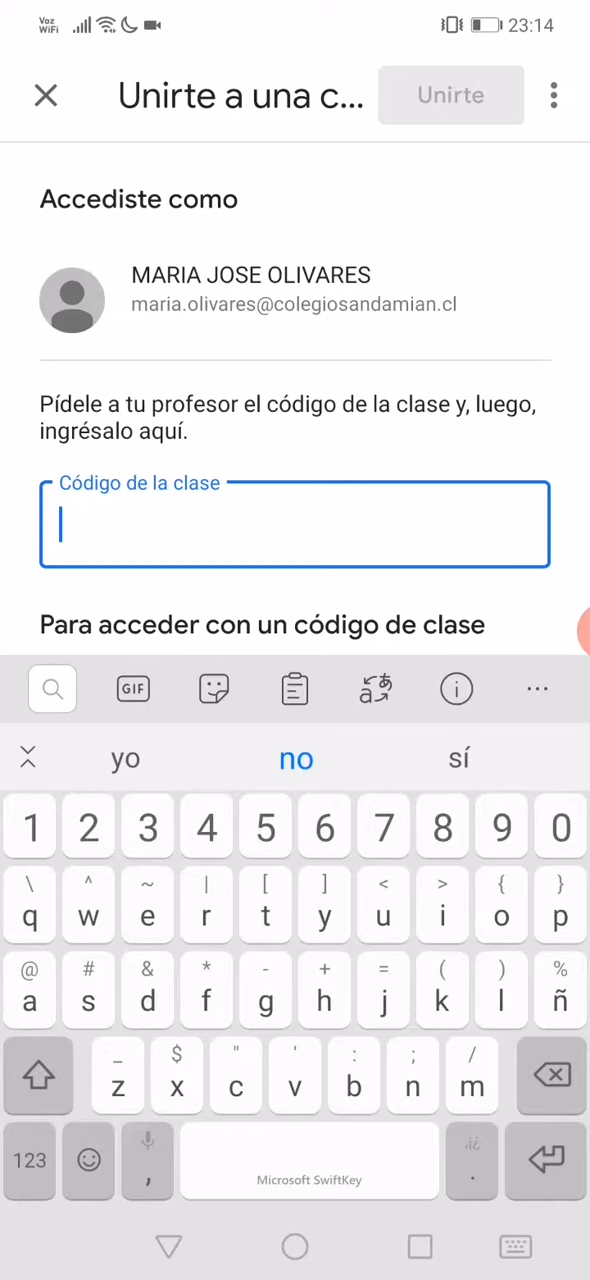 Voz
WiFi
23:14
Unirte a una c...
Unirte
Accediste como
MARIA JOSE OLIVARES
maria.olivares@colegiosandamian.cl
Pídele a tu profesor el código de la clase y, luego,
ingrésalo aquí.
Código de la clase
Para acceder con un código de clase
GIF
yo no sí
1 2 3 4 5 6 7 8 9 0
\ ^ ~ | [ ] < > { }
q w e r t y u i o p
@ # & * - + = ( ) %
a s d f g h j k l ñ
_ $ " ' : ; /
z x c v b n m
123 , Microsoft SwiftKey .